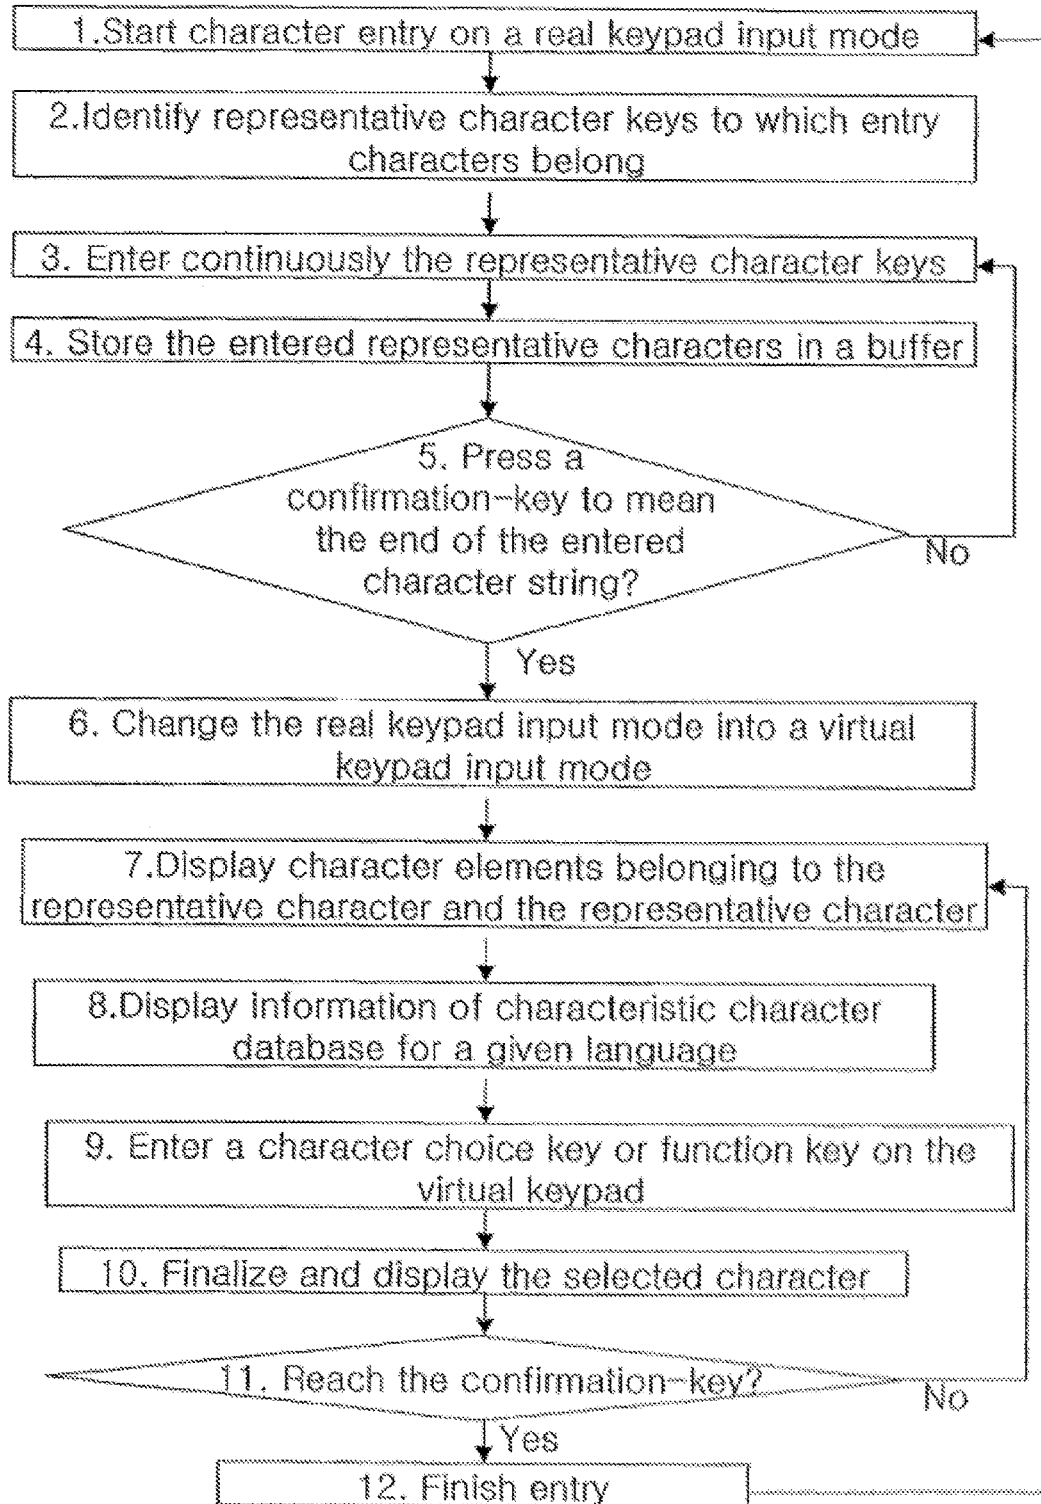 1.Start character entry on a real keypad input mode
2.Identify representative character keys to which entry
characters belong
3. Enter continuously the representative character keys
4. Store the entered representative characters in a buffer
5. Press a
confirmation-key to mean
the end of the entered
character string?
No
Yes
6. Change the real keypad input mode into a virtual
keypad input mode
7.Display character elements belonging to the
representative character and the representative character
8.Display information of characteristic character
database for a given language
9. Enter a character choice key or function key on the
virtual keypad
10. Finalize and display the selected character
11. Reach the confirmation-key?
No
Yes
12. Finish entry